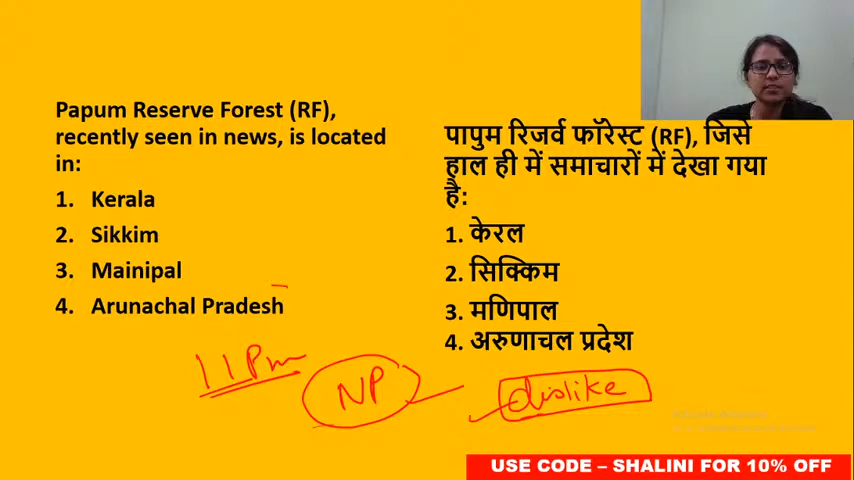 Papum Reserve Forest (RF),
recently seen in news, is located
in:
1. Kerala
2. Sikkim
3. Mainipal
4. Arunachal Pradesh
पापुम रिजर्व फॉरेस्ट (RF), जिसे
हाल ही में समाचारों में देखा गया
है:
1. केरल
2. सिक्किम
3. मणिपाल
4. अरुणाचल प्रदेश
11Pm
NP
dislike
USE CODE – SHALINI FOR 10% OFF